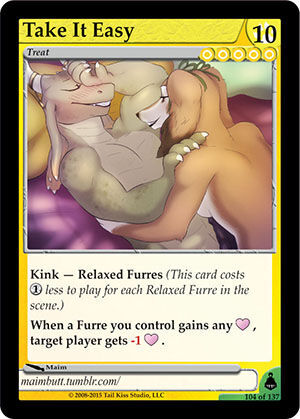 Take It Easy
10
Treat
Kink — Relaxed Furres (This card costs
1 less to play for each Relaxed Furre in the
scene.)
When a Furre you control gains any ,
target player gets -1 .
Maim
maimbutt.tumblr.com/
© 2008-2015 Tail Kiss Studio, LLC
104 of 137